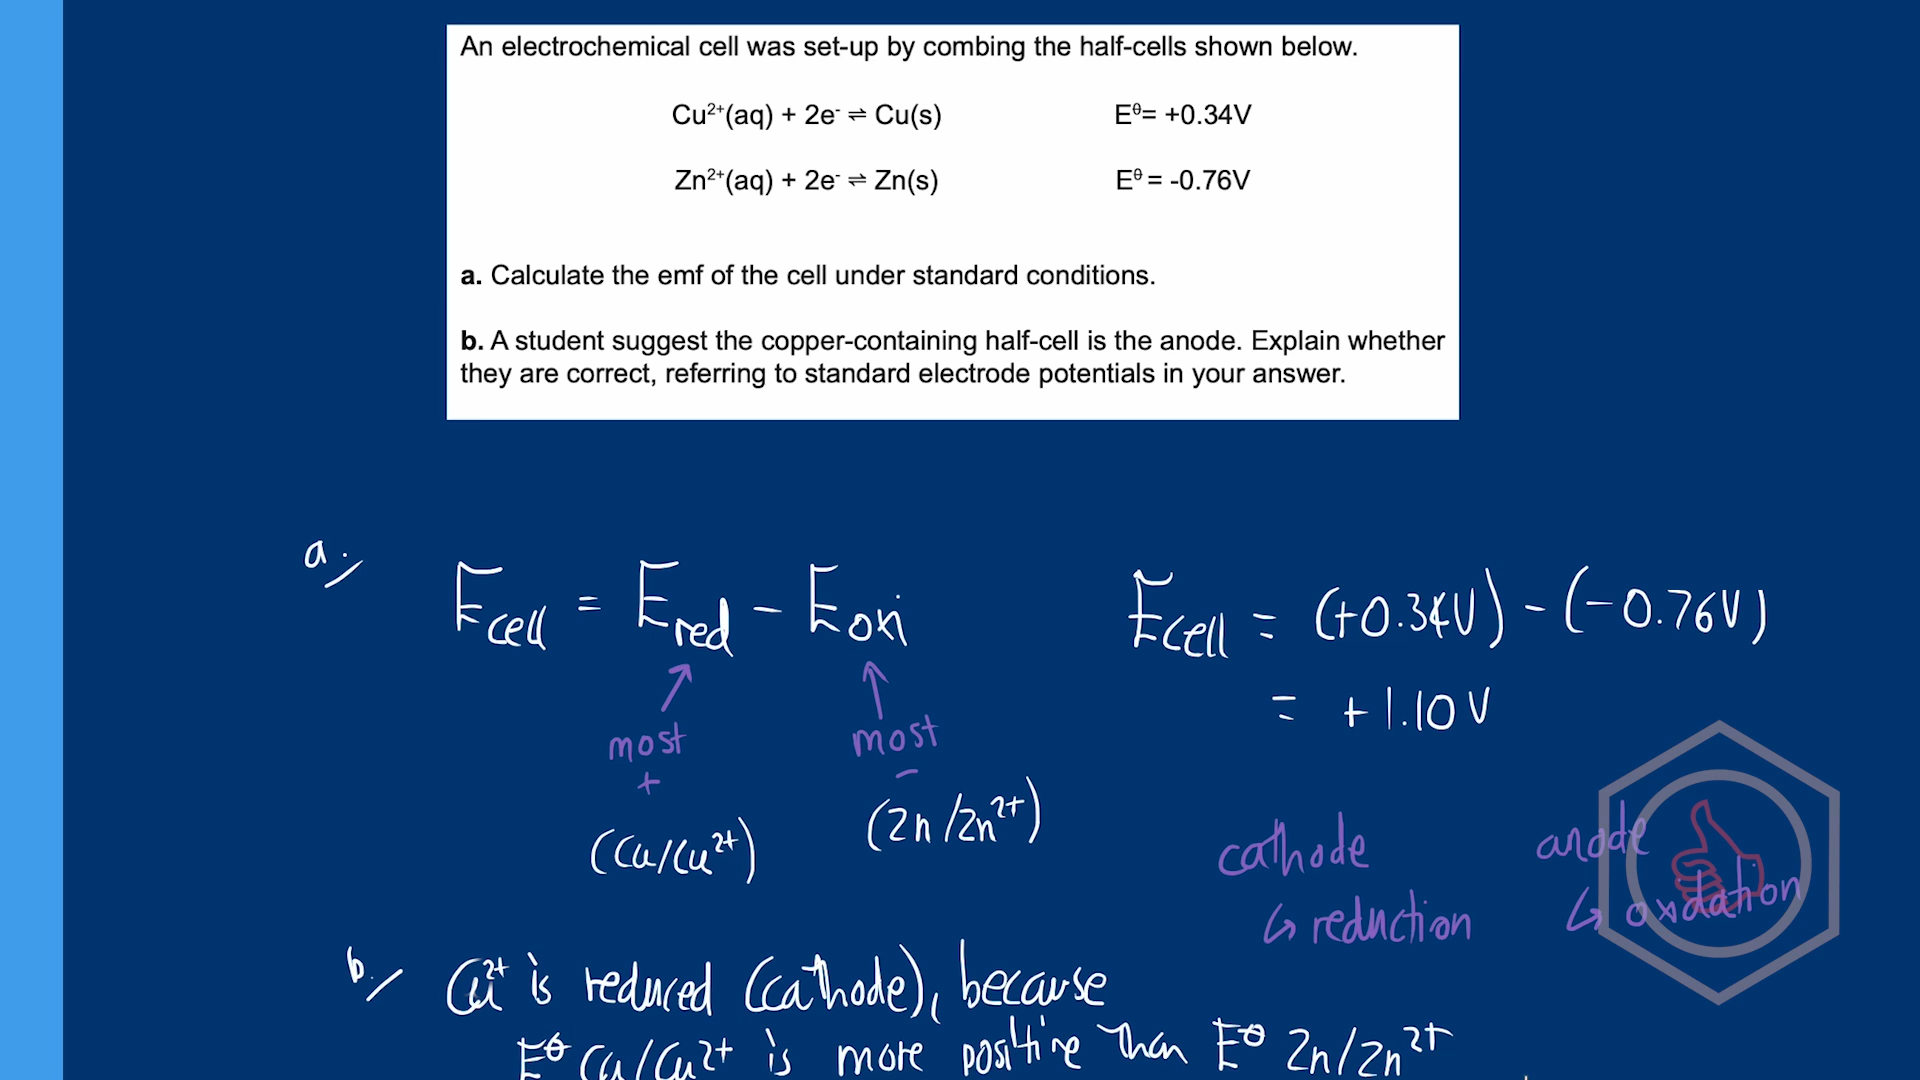 An electrochemical cell was set-up by combing the half-cells shown below.
Cu²⁺(aq) + 2e⁻ ⇌ Cu(s) E^θ= +0.34V
Zn²⁺(aq) + 2e⁻ ⇌ Zn(s) E^θ = -0.76V
a. Calculate the emf of the cell under standard conditions.
b. A student suggest the copper-containing half-cell is the anode. Explain whether
they are correct, referring to standard electrode potentials in your answer.
a./ Ecell = Ered - Eoxi
most +
(Cu/Cu²⁺)
most -
(Zn/Zn²⁺)
Ecell = (+0.34V) - (-0.76V)
= +1.10V
cathode
↳ reduction
anode
↳ oxdation
b./ Cu²⁺ is reduced (cathode), because
E^θ Cu/Cu²⁺ is more positive than E^θ Zn/Zn²⁺